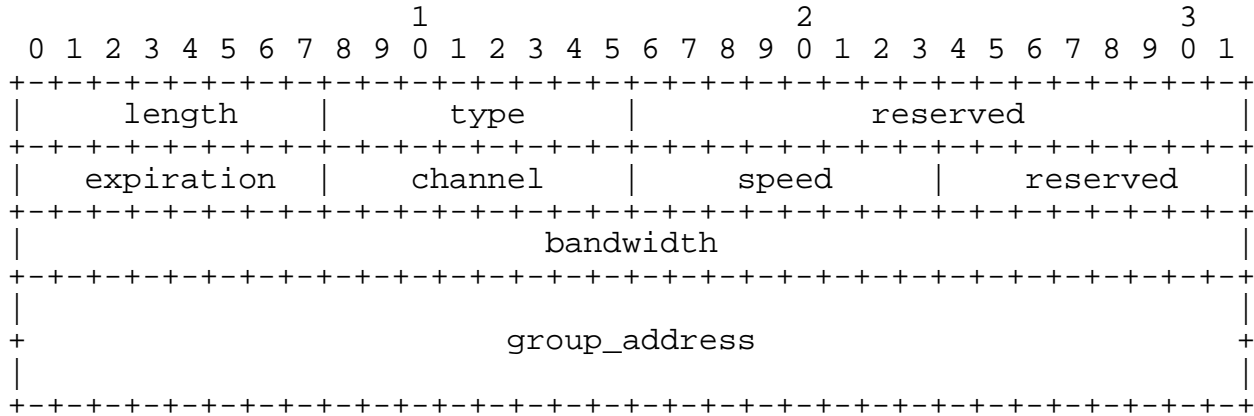 1                   2                   3
 0 1 2 3 4 5 6 7 8 9 0 1 2 3 4 5 6 7 8 9 0 1 2 3 4 5 6 7 8 9 0 1
+-+-+-+-+-+-+-+-+-+-+-+-+-+-+-+-+-+-+-+-+-+-+-+-+-+-+-+-+-+-+-+-+
|     length    |      type     |            reserved           |
+-+-+-+-+-+-+-+-+-+-+-+-+-+-+-+-+-+-+-+-+-+-+-+-+-+-+-+-+-+-+-+-+
|   expiration  |    channel    |     speed     |    reserved   |
+-+-+-+-+-+-+-+-+-+-+-+-+-+-+-+-+-+-+-+-+-+-+-+-+-+-+-+-+-+-+-+-+
|                           bandwidth                           |
+-+-+-+-+-+-+-+-+-+-+-+-+-+-+-+-+-+-+-+-+-+-+-+-+-+-+-+-+-+-+-+-+
|                                                               |
+                         group_address                         +
|                                                               |
+-+-+-+-+-+-+-+-+-+-+-+-+-+-+-+-+-+-+-+-+-+-+-+-+-+-+-+-+-+-+-+-+